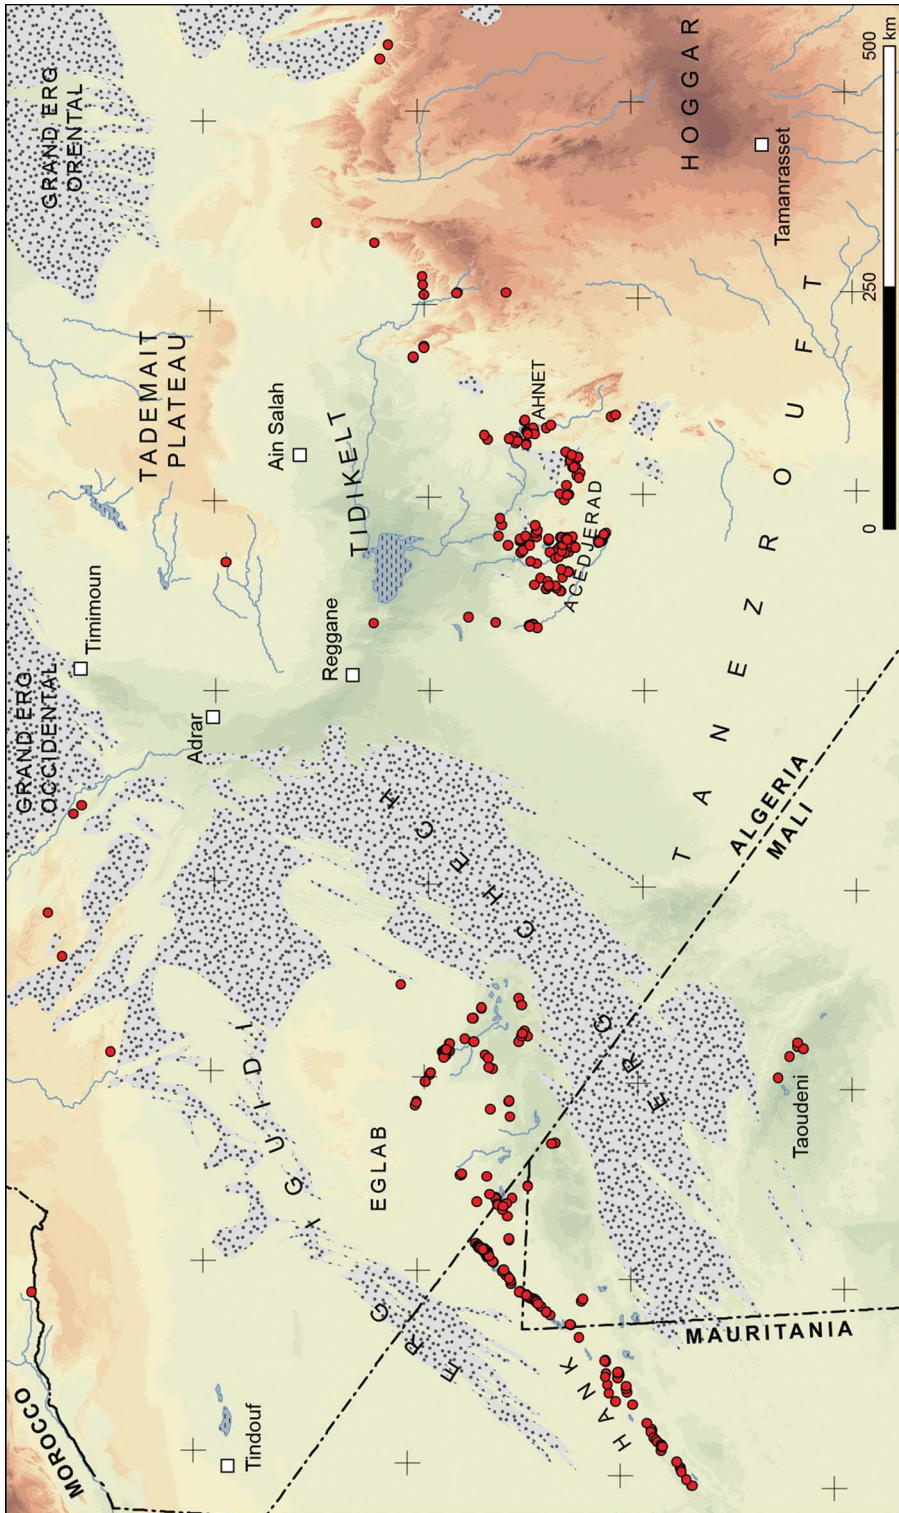 MOROCCO
Tindouf
GRAND ERG
OCCIDENTAL
Timimoun
Adrar
TADEMAIT
PLATEAU
GRAND ERG
ORENTAL
Ain Salah
Reggane
TIDIKELT
ERG IGUIDI
EGLAB
ERG CHECH
AHNET
ACEDJERAD
HOGGAR
Tamanrasset
HANK
TANEZROUFT
ALGERIA
MALI
MAURITANIA
Taoudeni
0
250
500
km